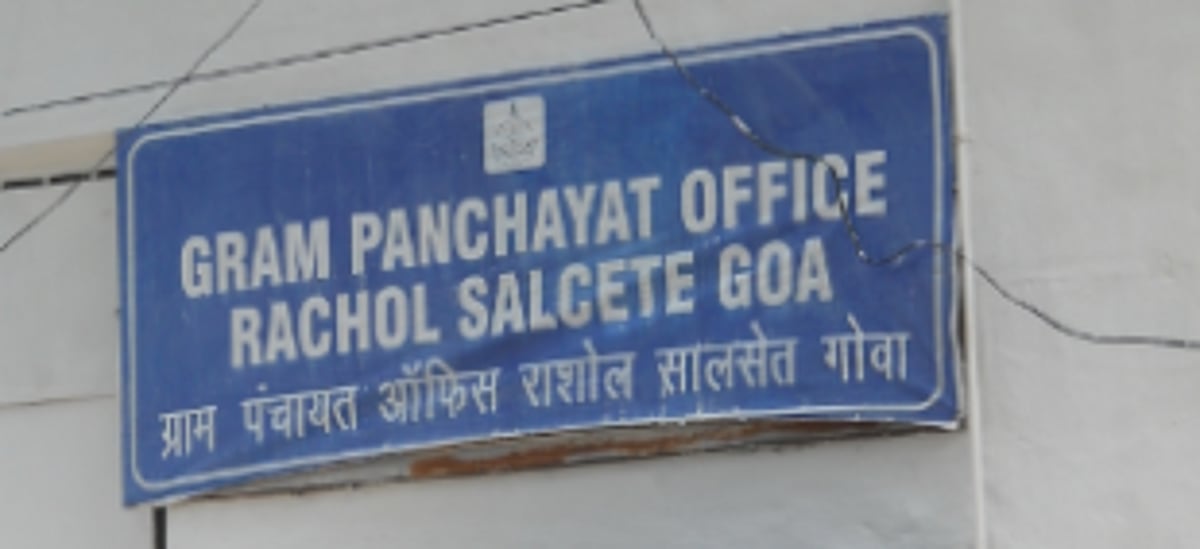 GRAM PANCHAYAT OFFICE
RACHOL SALCETE GOA
ग्राम पंचायत ऑफिस राशोल सालसेत गोवा